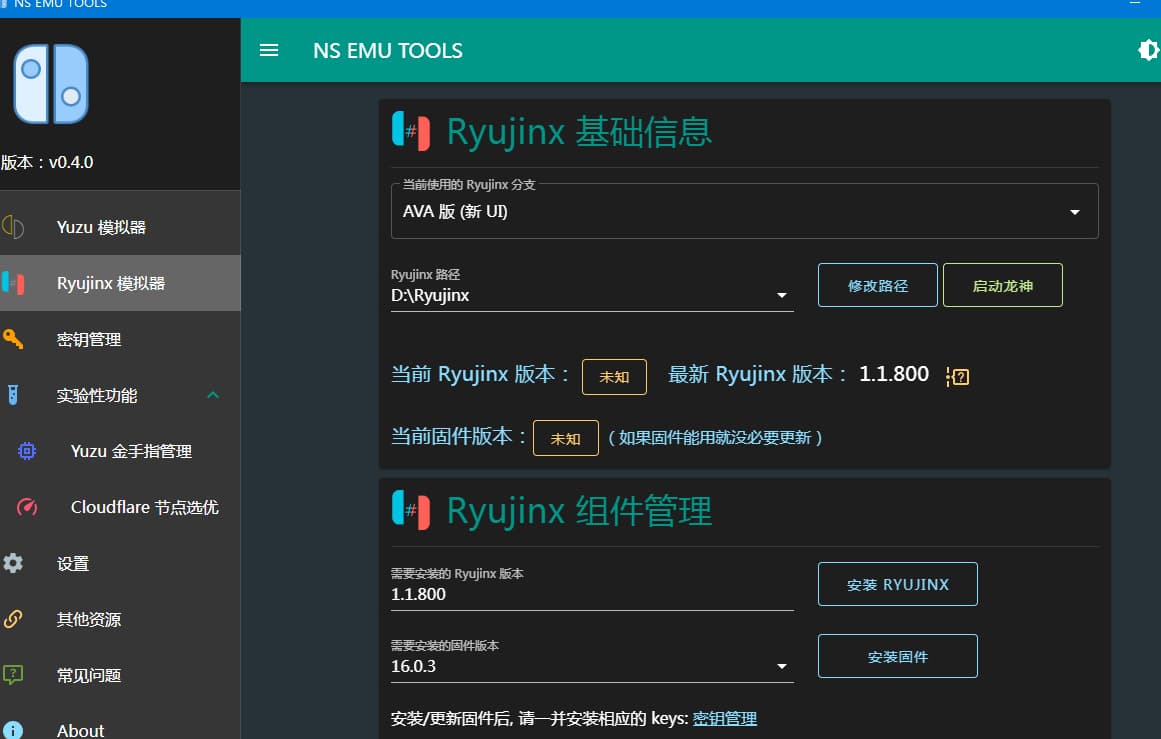 NS EMU TOOLS
NS EMU TOOLS
版本：v0.4.0
Yuzu 模拟器
Ryujinx 模拟器
密钥管理
实验性功能
Yuzu 金手指管理
Cloudflare 节点选优
设置
其他资源
常见问题
About
# Ryujinx 基础信息
当前使用的 Ryujinx 分支
AVA 版 (新 UI)
Ryujinx 路径
D:\Ryujinx
修改路径 启动龙神
当前 Ryujinx 版本： 未知 最新 Ryujinx 版本： 1.1.800
当前固件版本： 未知 （如果固件能用就没必要更新）
# Ryujinx 组件管理
需要安装的 Ryujinx 版本
1.1.800 安装 RYUJINX
需要安装的固件版本
16.0.3 安装固件
安装/更新固件后, 请一并安装相应的 keys: 密钥管理